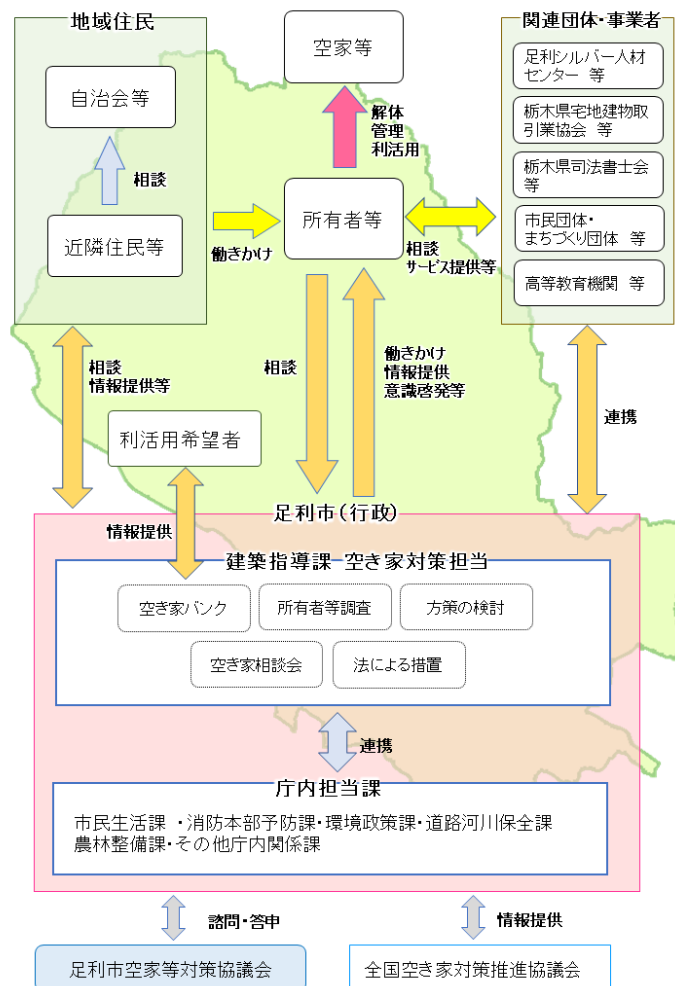 地域住民
自治会等
相談
近隣住民等
働きかけ
空家等
解体
管理
利活用
所有者等
相談
サービス提供等
関連団体・事業者
足利シルバー人材
センター 等
栃木県宅地建物取
引業協会 等
栃木県司法書士会
等
市民団体・
まちづくり団体 等
高等教育機関 等
相談
情報提供等
相談
働きかけ
情報提供
意識啓発等
連携
利活用希望者
情報提供
足利市(行政)
建築指導課 空き家対策担当
空き家バンク
所有者等調査
方策の検討
空き家相談会
法による措置
連携
庁内担当課
市民生活課 ・消防本部予防課・環境政策課・道路河川保全課
農林整備課・その他庁内関係課
諮問・答申
情報提供
足利市空家等対策協議会
全国空き家対策推進協議会